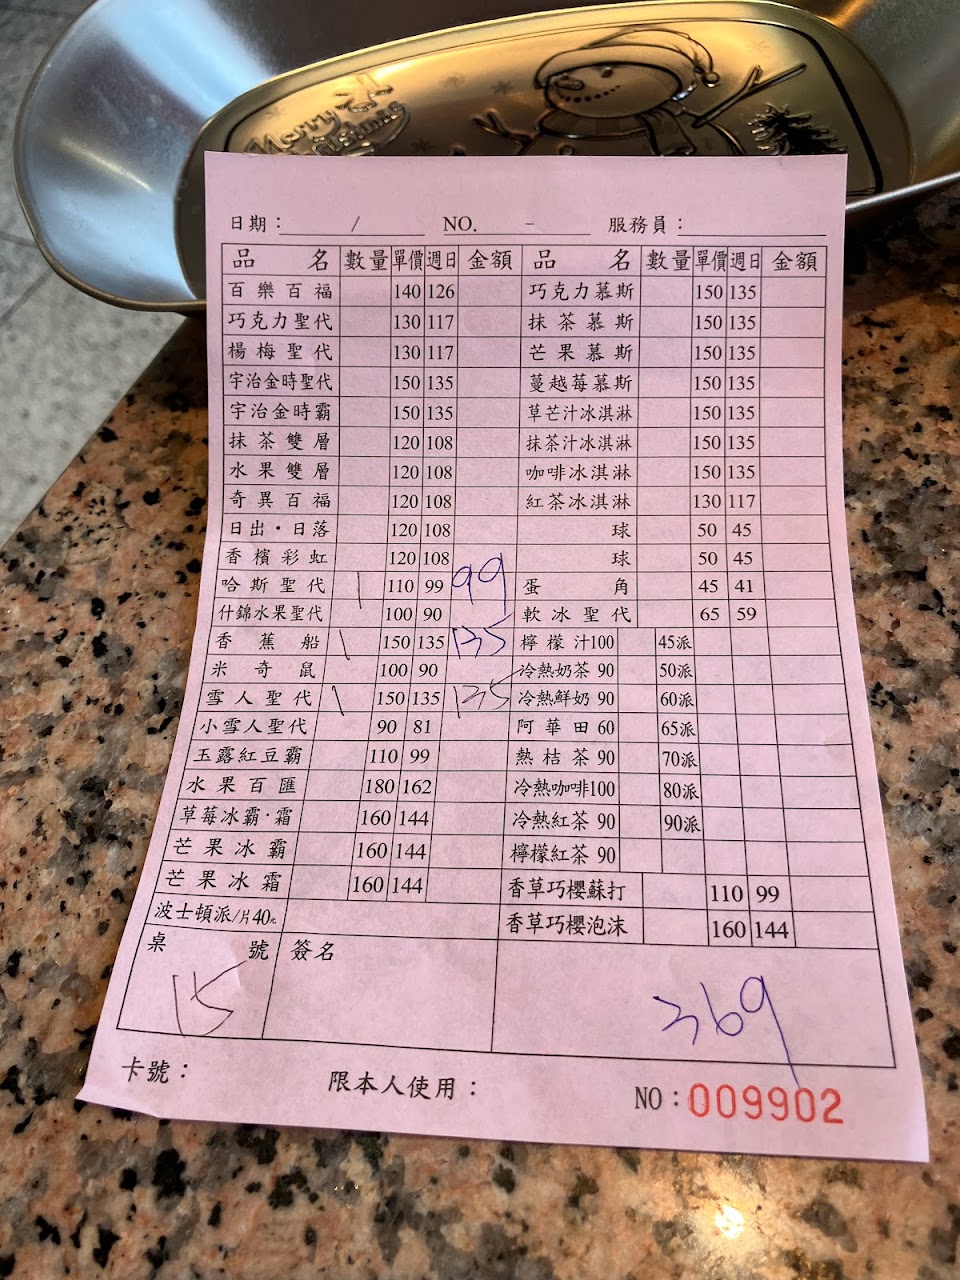 Merry Christmas
日期： / NO. - 服務員：
品名 數量 單價 週日 金額 品名 數量 單價 週日 金額
百樂百福 140 126 巧克力慕斯 150 135
巧克力聖代 130 117 抹茶慕斯 150 135
楊梅聖代 130 117 芒果慕斯 150 135
宇治金時聖代 150 135 蔓越莓慕斯 150 135
宇治金時霸 150 135 草芒汁冰淇淋 150 135
抹茶雙層 120 108 抹茶汁冰淇淋 150 135
水果雙層 120 108 咖啡冰淇淋 150 135
奇異百福 120 108 紅茶冰淇淋 130 117
日出·日落 120 108 球 50 45
香檳彩虹 120 108 球 50 45
哈斯聖代 1 110 99 99 蛋角 45 41
什錦水果聖代 100 90 軟冰聖代 65 59
香蕉船 1 150 135 135 檸檬汁100 45派
米奇鼠 100 90 冷熱奶茶 90 50派
雪人聖代 1 150 135 135 冷熱鮮奶 90 60派
小雪人聖代 90 81 阿華田 60 65派
玉露紅豆霸 110 99 熱桔茶 90 70派
水果百匯 180 162 冷熱咖啡100 80派
草莓冰霸·霜 160 144 冷熱紅茶 90 90派
芒果冰霸 160 144 檸檬紅茶 90
芒果冰霜 160 144 香草巧櫻蘇打 110 99
波士頓派/片40元 香草巧櫻泡沫 160 144
桌號 簽名
15 369
卡號： 限本人使用： NO：009902